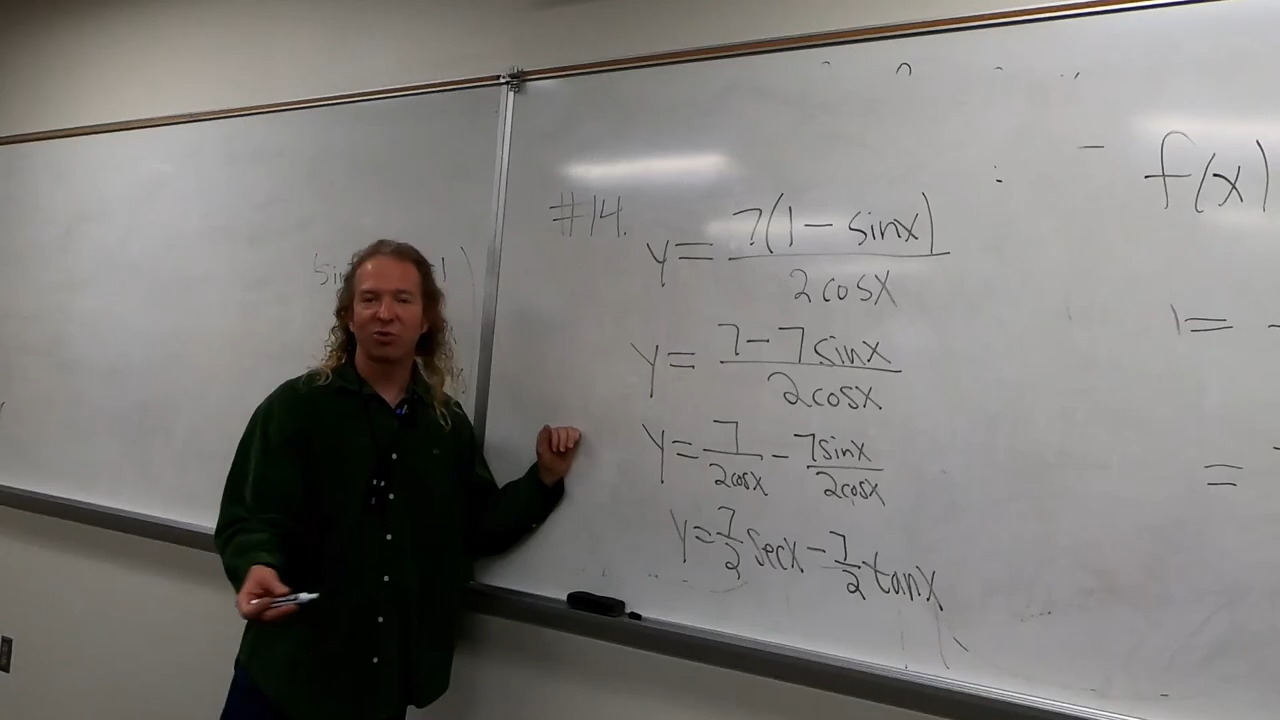 #14. y = 7(1 - sinx) / 2cosx
y = 7 - 7sinx / 2cosx
y = 7/2cosx - 7sinx/2cosx
y = 7/2 secx - 7/2 tanx
f(x)
1 =
=